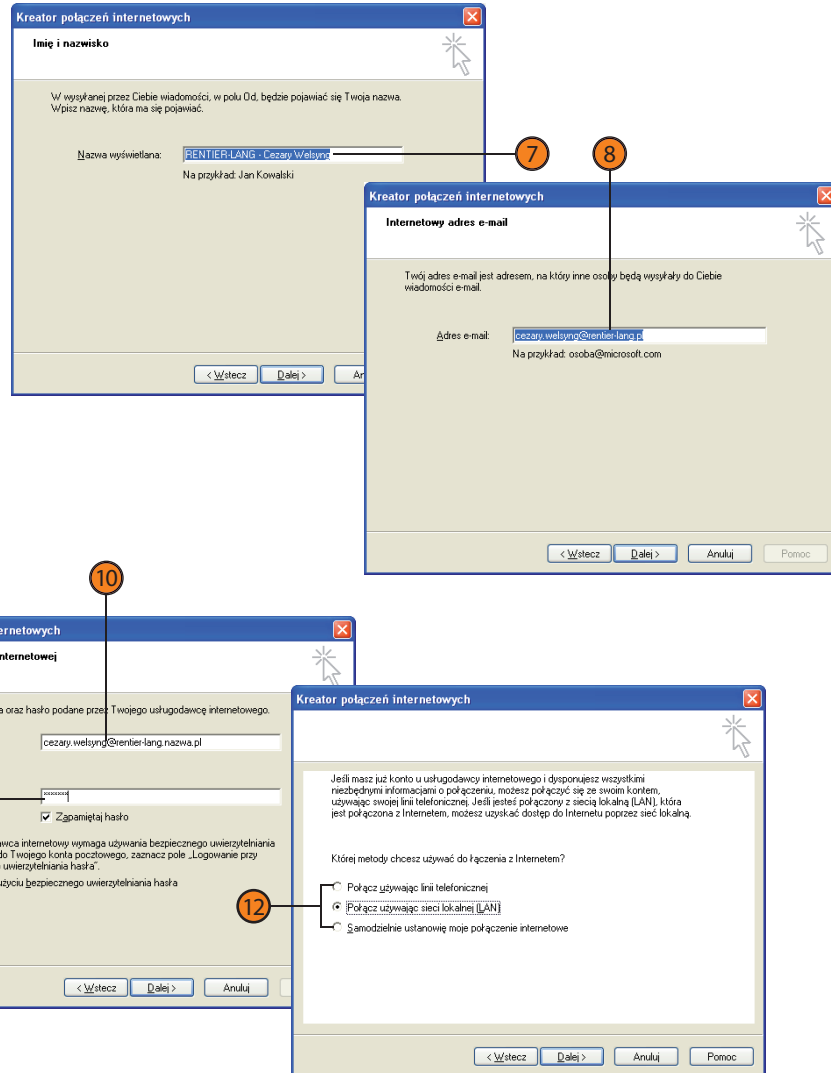 Kreator połączeń internetowych
Imię i nazwisko
W wysyłanej przez Ciebie wiadomości, w polu Od, będzie pojawiać się Twoja nazwa.
Wpisz nazwę, która ma się pojawiać.
Nazwa wyświetlana: RENTIER-LANG - Cezary Welsyng
Na przykład: Jan Kowalski
< Wstecz Dalej > An
7
8
Kreator połączeń internetowych
Internetowy adres e-mail
Twój adres e-mail jest adresem, na który inne osoby będą wysyłały do Ciebie
wiadomości e-mail.
Adres e-mail: cezary.welsyng@rentier-lang.pl
Na przykład: osoba@microsoft.com
< Wstecz Dalej > Anuluj Pomoc
10
ernetowych
nternetowej
a oraz hasło podane przez Twojego usługodawcę internetowego.
cezary.welsyng@rentier-lang.nazwa.pl
×××××××
Zapamiętaj hasło
wca internetowy wymaga używania bezpiecznego uwierzytelniania
do Twojego konta pocztowego, zaznacz pole „Logowanie przy
uwierzytelniania hasła".
użyciu bezpiecznego uwierzytelniania hasła
< Wstecz Dalej > Anuluj
12
Kreator połączeń internetowych
Jeśli masz już konto u usługodawcy internetowego i dysponujesz wszystkimi
niezbędnymi informacjami o połączeniu, możesz połączyć się ze swoim kontem,
używając swojej linii telefonicznej. Jeśli jesteś połączony z siecią lokalną (LAN), która
jest połączona z Internetem, możesz uzyskać dostęp do Internetu poprzez sieć lokalną.
Której metody chcesz używać do łączenia z Internetem?
Połącz używając linii telefonicznej
Połącz używając sieci lokalnej (LAN)
Samodzielnie ustanowię moje połączenie internetowe
< Wstecz Dalej > Anuluj Pomoc